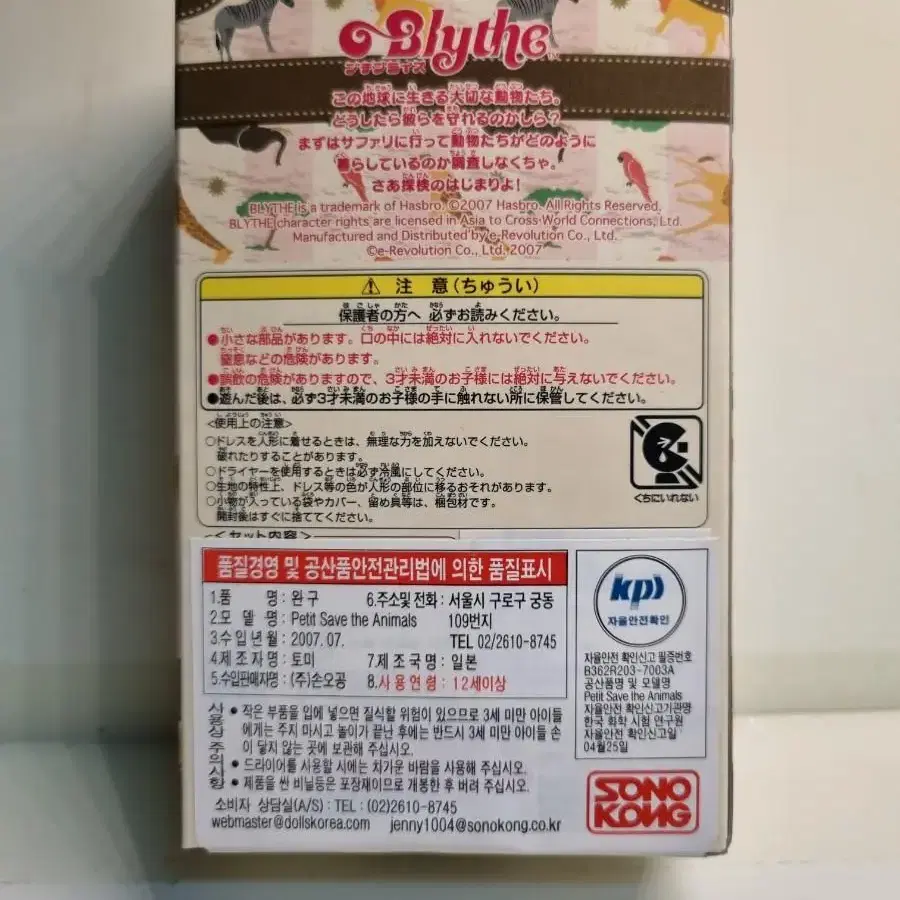 Blythe
この地球に生きる大切な動物たち。
どうしたら彼らを守れるのかしら?
まずはサファリに行って動物たちがどのように
暮らしているのか調査しなくちゃ。
さあ探検のはじまりよ!
BLYTHE is a trademark of Hasbro. ©2007 Hasbro. All Rights Reserved.
BLYTHE character rights are licensed in Asia to Cross-World Connections, Ltd.
Manufactured and Distributed by e-Revolution Co., Ltd.
©e-Revolution Co., Ltd. 2007
⚠ 注 意(ちゅうい)
保護者の方へ 必ずお読みください。
●小さな部品があります。口の中には絶対に入れないでください。
窒息などの危険があります。
●誤飲の危険がありますので、3才未満のお子様には絶対に与えないでください。
●遊んだ後は、必ず3才未満のお子様の手に触れない所に保管してください。
<使用上の注意>
○ドレスを人形に着せるときは、無理な力を加えないでください。
破れたりすることがあります。
○ドライヤーを使用するときは必ず冷風にしてください。
○生地の特性上、ドレス等の色が人形の部位に移るおそれがあります。
○小物が入っている袋やカバー、留め具等は、梱包材です。
開封後はすぐに捨ててください。
くちにいれない
<セット内容>
품질경영 및 공산품안전관리법에 의한 품질표시
1.품 명: 완구 6.주소및 전화: 서울시 구로구 궁동
2.모 델 명: Petit Save the Animals 109번지
3.수입년월: 2007. 07. TEL 02/2610-8745
4.제조자명: 토미 7.제조국명: 일본
5.수입판매자명: (주)손오공 8.사용연령: 12세이상
kpi
자율안전확인
자율안전 확인신고 필증번호
B362R203-7003A
공산품명 및 모델명
Petit Save the Animals
자율안전 확인신고기관명
한국 화학 시험 연구원
자율안전 확인신고일
04월25일
사용상주의사항
• 작은 부품을 입에 넣으면 질식할 위험이 있으므로 3세 미만 아이들
에게는 주지 마시고 놀이가 끝난 후에는 반드시 3세 미만 아이들 손
이 닿지 않는 곳에 보관해 주십시오.
• 드라이어를 사용할 시에는 차가운 바람을 사용해 주십시오.
• 제품을 싼 비닐등은 포장재이므로 개봉한 후 버려 주십시오.
소비자 상담실(A/S): TEL: (02)2610-8745
webmaster@dollskorea.com jenny1004@sonokong.co.kr
SONO
KONG